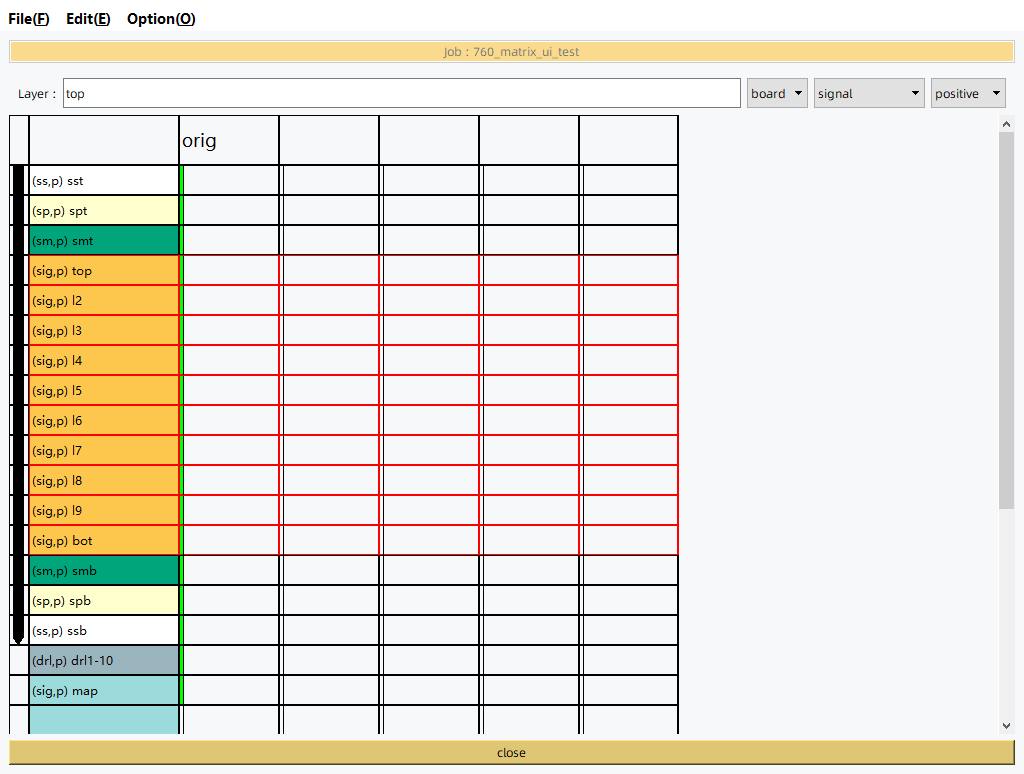 File(F) Edit(E) Option(O)
Job : 760_matrix_ui_test
Layer : top board signal positive
orig
(ss,p) sst
(sp,p) spt
(sm,p) smt
(sig,p) top
(sig,p) l2
(sig,p) l3
(sig,p) l4
(sig,p) l5
(sig,p) l6
(sig,p) l7
(sig,p) l8
(sig,p) l9
(sig,p) bot
(sm,p) smb
(sp,p) spb
(ss,p) ssb
(drl,p) drl1-10
(sig,p) map
close